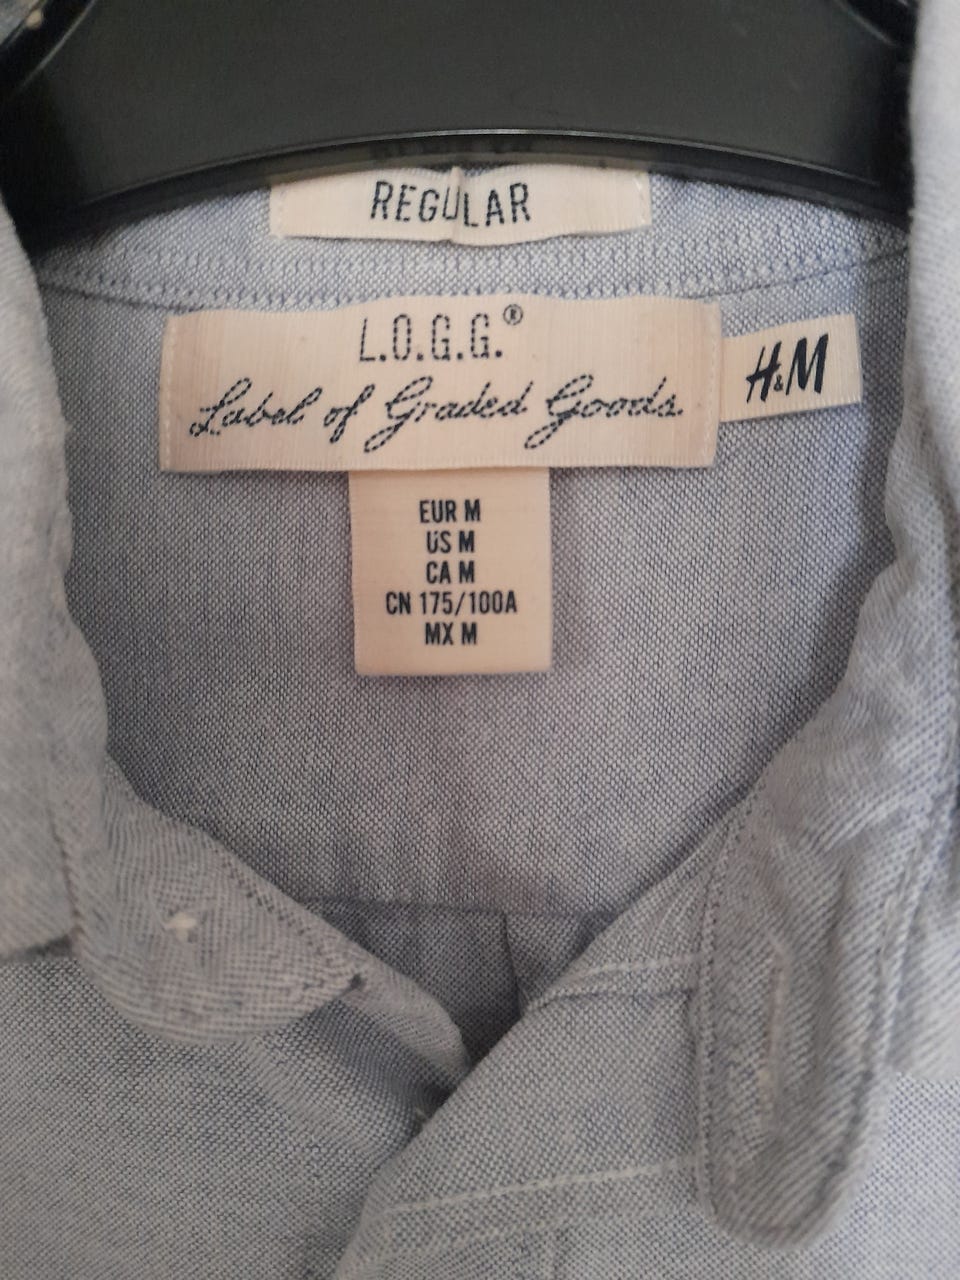 REGULAR
L.O.G.G.®
Label of Graded Goods.
H&M
EUR M
US M
CA M
CN 175/100A
MX M